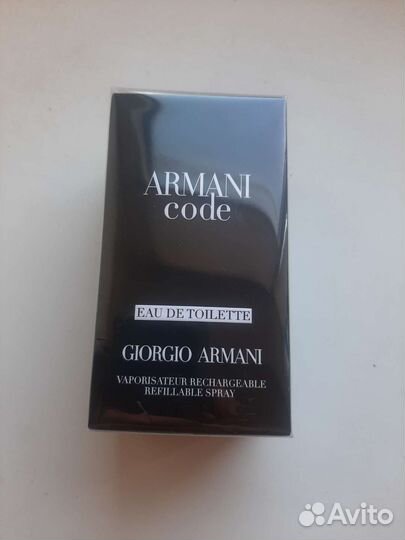 ARMANI
code
EAU DE TOILETTE
GIORGIO ARMANI
VAPORISATEUR RECHARGEABLE
REFILLABLE SPRAY
Avito